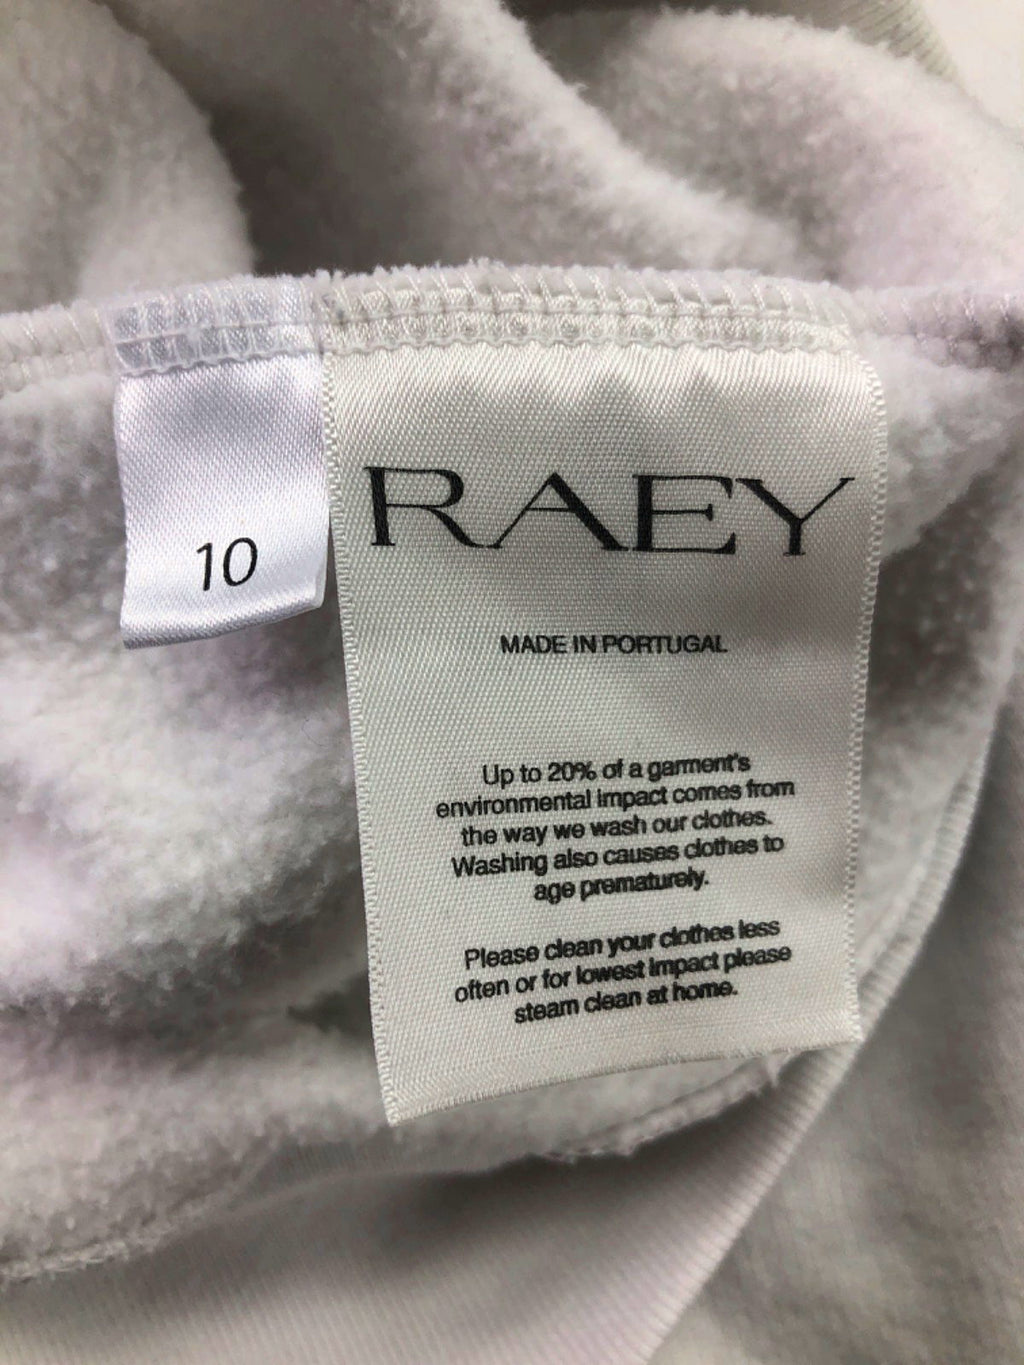 10
RAEY
MADE IN PORTUGAL
Up to 20% of a garment's
environmental impact comes from
the way we wash our clothes.
Washing also causes clothes to
age prematurely.
Please clean your clothes less
often or for lowest impact please
steam clean at home.